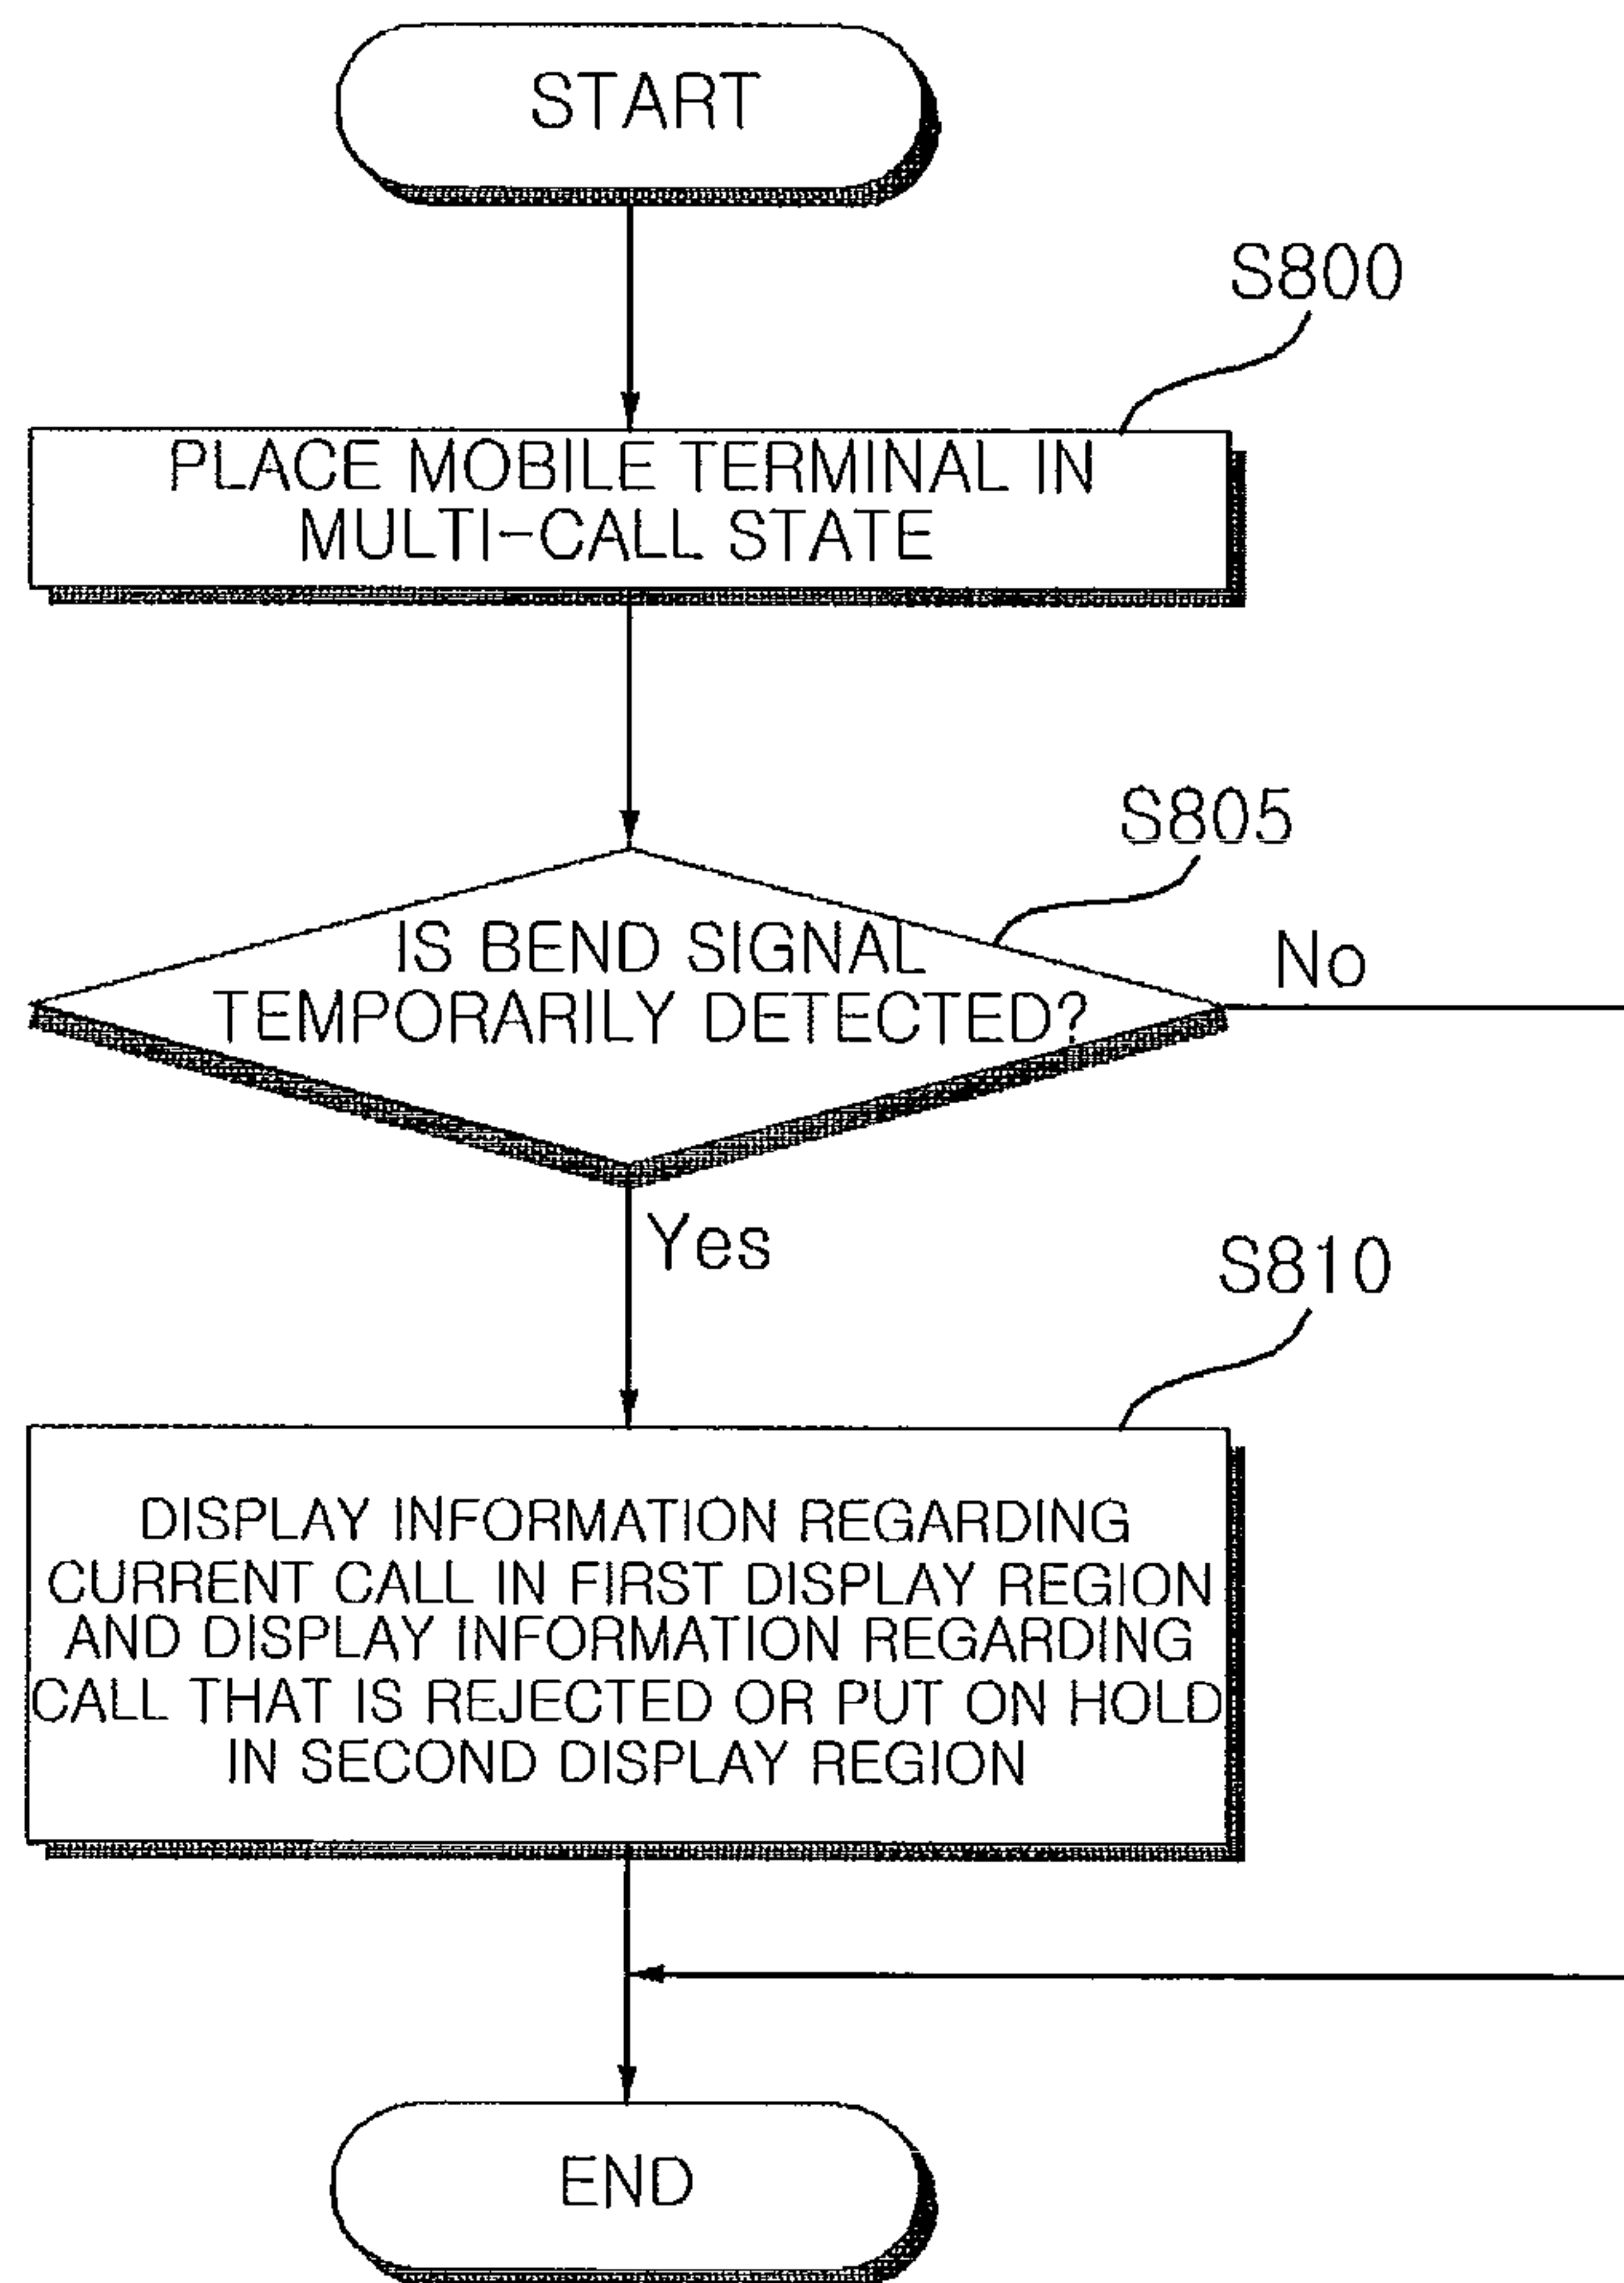 START
S800
PLACE MOBILE TERMINAL IN
MULTI-CALL STATE
S805
IS BEND SIGNAL
TEMPORARILY DETECTED?
No
Yes
S810
DISPLAY INFORMATION REGARDING
CURRENT CALL IN FIRST DISPLAY REGION
AND DISPLAY INFORMATION REGARDING
CALL THAT IS REJECTED OR PUT ON HOLD
IN SECOND DISPLAY REGION
END